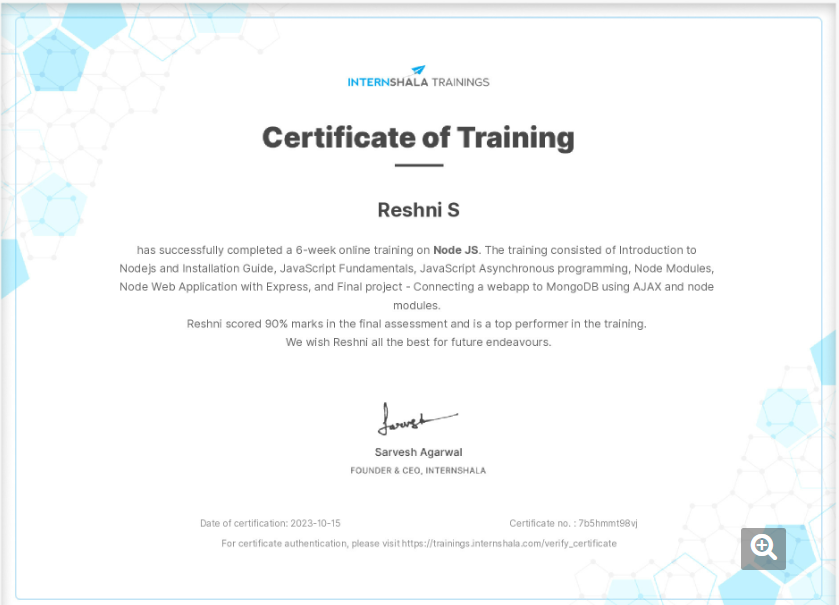 INTERNSHALA TRAININGS
Certificate of Training
Reshni S
has successfully completed a 6-week online training on Node JS. The training consisted of Introduction to
Nodejs and Installation Guide, JavaScript Fundamentals, JavaScript Asynchronous programming, Node Modules,
Node Web Application with Express, and Final project - Connecting a webapp to MongoDB using AJAX and node
modules.
Reshni scored 90% marks in the final assessment and is a top performer in the training.
We wish Reshni all the best for future endeavours.
Sarvesh
Sarvesh Agarwal
FOUNDER & CEO, INTERNSHALA
Date of certification: 2023-10-15 Certificate no. : 7b5hmmt98vj
For certificate authentication, please visit https://trainings.internshala.com/verify_certificate